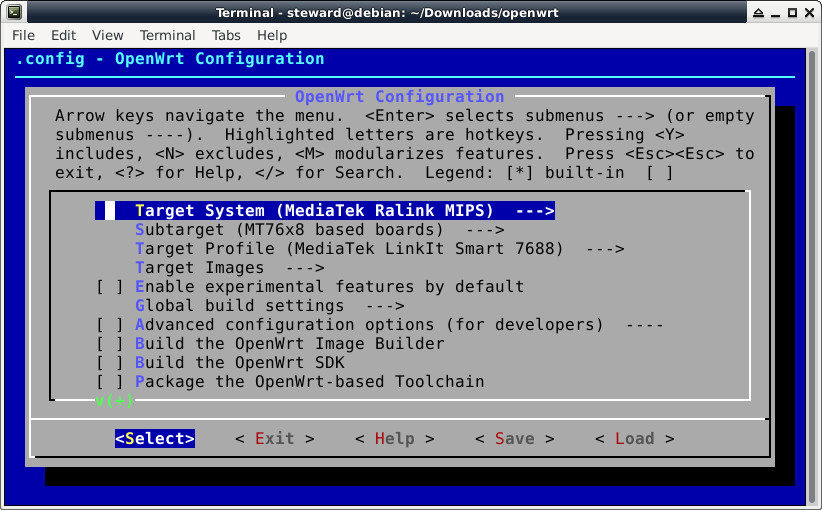 Terminal - steward@debian: ~/Downloads/openwrt
File Edit View Terminal Tabs Help
.config - OpenWrt Configuration
OpenWrt Configuration
Arrow keys navigate the menu.  <Enter> selects submenus ---> (or empty
submenus ----).  Highlighted letters are hotkeys.  Pressing <Y>
includes, <N> excludes, <M> modularizes features.  Press <Esc><Esc> to
exit, <?> for Help, </> for Search.  Legend: [*] built-in  [ ]
Target System (MediaTek Ralink MIPS)  --->
Subtarget (MT76x8 based boards)  --->
Target Profile (MediaTek LinkIt Smart 7688)  --->
Target Images  --->
[ ] Enable experimental features by default
Global build settings  --->
[ ] Advanced configuration options (for developers)  ----
[ ] Build the OpenWrt Image Builder
[ ] Build the OpenWrt SDK
[ ] Package the OpenWrt-based Toolchain
v(+)
<Select> < Exit > < Help > < Save > < Load >